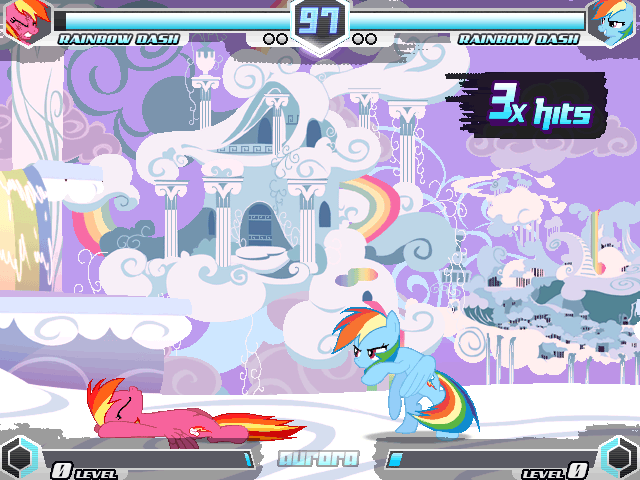 97
RAINBOW DASH
RAINBOW DASH
3x hits
0 LEVEL
aurora
LEVEL 0